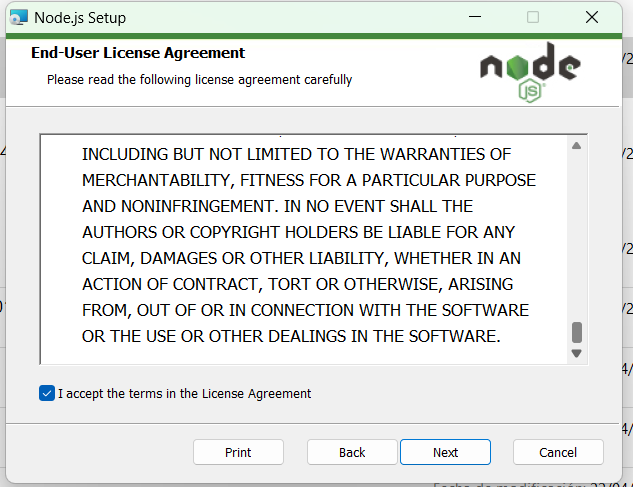 Node.js Setup
End-User License Agreement
Please read the following license agreement carefully
node
JS
INCLUDING BUT NOT LIMITED TO THE WARRANTIES OF
MERCHANTABILITY, FITNESS FOR A PARTICULAR PURPOSE
AND NONINFRINGEMENT. IN NO EVENT SHALL THE
AUTHORS OR COPYRIGHT HOLDERS BE LIABLE FOR ANY
CLAIM, DAMAGES OR OTHER LIABILITY, WHETHER IN AN
ACTION OF CONTRACT, TORT OR OTHERWISE, ARISING
FROM, OUT OF OR IN CONNECTION WITH THE SOFTWARE
OR THE USE OR OTHER DEALINGS IN THE SOFTWARE.
I accept the terms in the License Agreement
Print Back Next Cancel